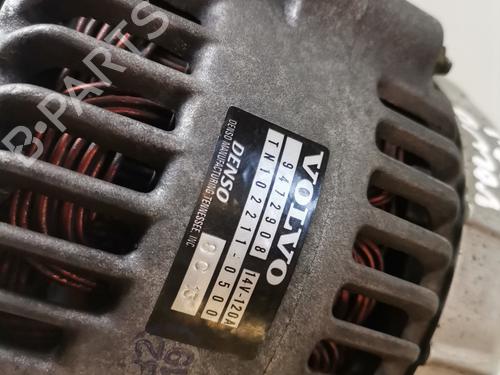 VOLVO
9472908 14V-120A
TN102211-0500
DENSO
DENSO MANUFACTURING TENNESSEE, INC.
B-PARTS